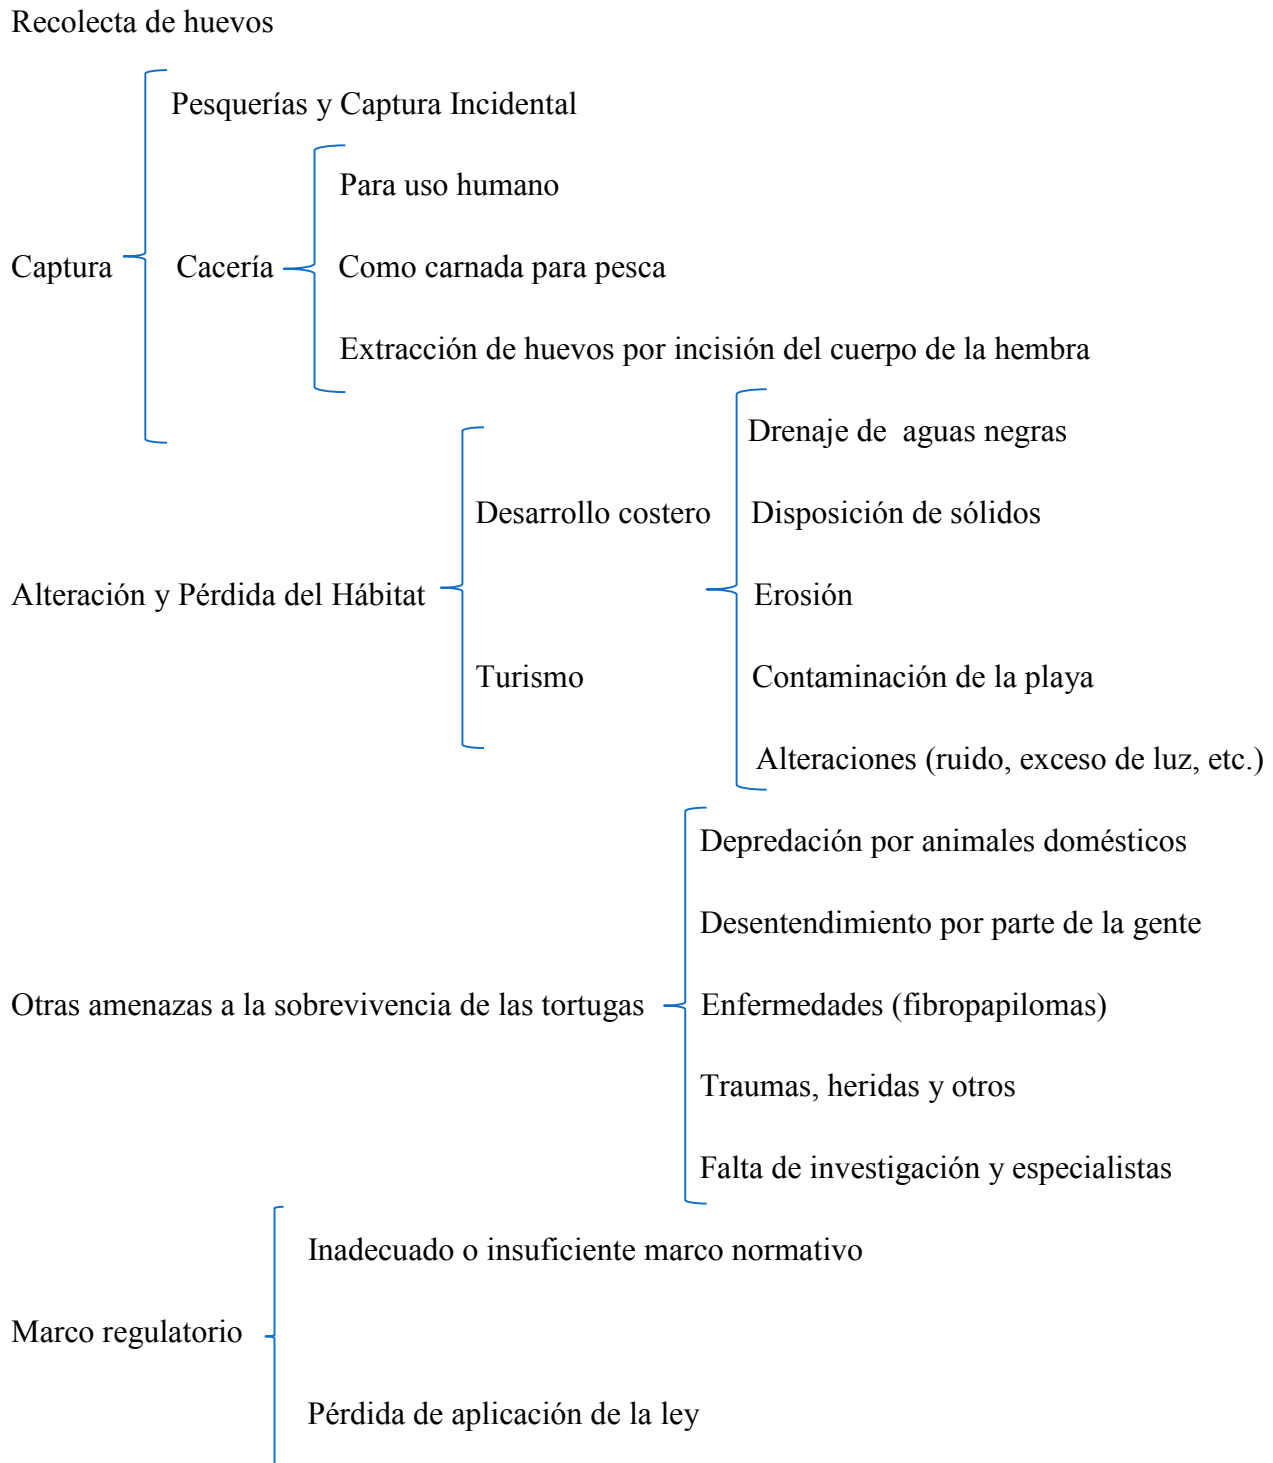 Recolecta de huevos
Pesquerías y Captura Incidental
Para uso humano
Captura
Cacería
Como carnada para pesca
Extracción de huevos por incisión del cuerpo de la hembra
Drenaje de  aguas negras
Desarrollo costero
Disposición de sólidos
Alteración y Pérdida del Hábitat
Erosión
Turismo
Contaminación de la playa
Alteraciones (ruido, exceso de luz, etc.)
Depredación por animales domésticos
Desentendimiento por parte de la gente
Otras amenazas a la sobrevivencia de las tortugas
Enfermedades (fibropapilomas)
Traumas, heridas y otros
Falta de investigación y especialistas
Inadecuado o insuficiente marco normativo
Marco regulatorio
Pérdida de aplicación de la ley